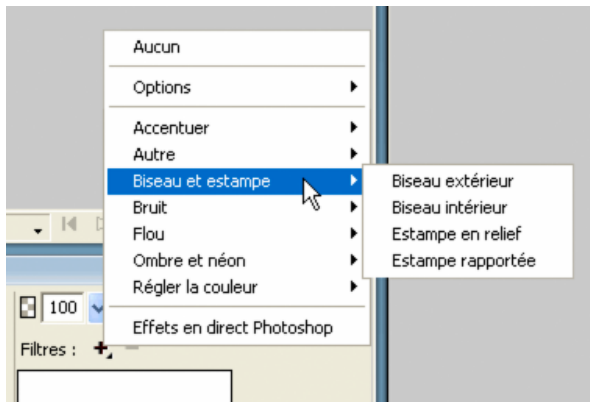 Aucun
Options
Accentuer
Autre
Biseau et estampe
Biseau extérieur
Bruit
Biseau intérieur
Flou
Estampe en relief
Ombre et néon
Estampe rapportée
Régler la couleur
100
Effets en direct Photoshop
Filtres :